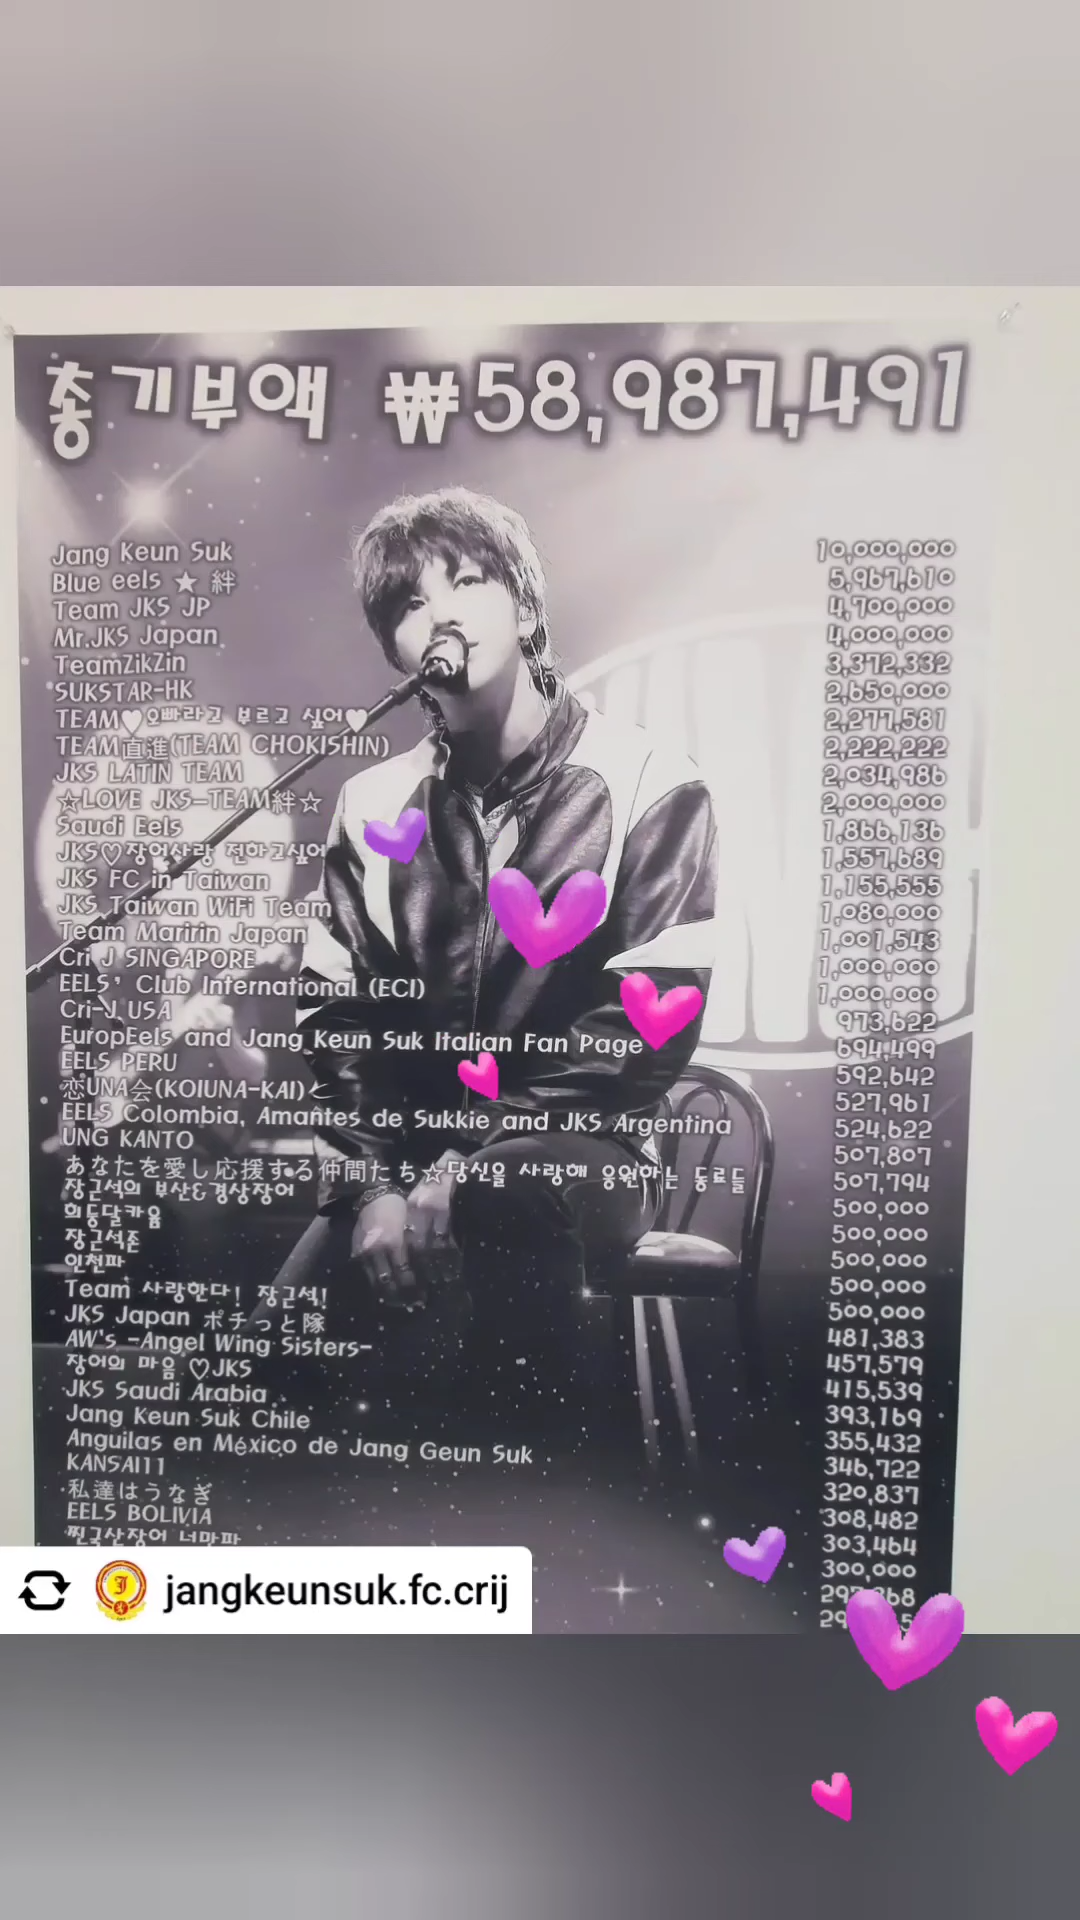 총기부액 ₩58,987,491
Jang Keun Suk 10,000,000
Blue eels ★ 絆 5,967,610
Team JKS JP 4,700,000
Mr.JKS Japan 4,000,000
TeamZikZin 3,372,332
SUKSTAR-HK 2,650,000
TEAM♥오빠라고 부르고 싶어♥ 2,277,581
TEAM直進(TEAM CHOKISHIN) 2,222,222
JKS LATIN TEAM 2,034,986
☆LOVE JKS-TEAM絆☆ 2,000,000
Saudi Eels 1,866,136
JKS♡장어사랑 전하고싶어 1,557,689
JKS FC in Taiwan 1,155,555
JKS Taiwan WiFi Team 1,080,000
Team Maririn Japan 1,001,543
Cri J SINGAPORE 1,000,000
EELS' Club International (ECI) 1,000,000
Cri-J USA 973,622
EuropEels and Jang Keun Suk Italian Fan Page 694,499
EELS PERU 592,642
恋UNA会(KOIUNA-KAI)と 527,961
EELS Colombia, Amantes de Sukkie and JKS Argentina 524,622
UNG KANTO 507,807
あなたを愛し応援する仲間たち☆당신을 사랑해 응원하는 동료들 507,794
장근석의 부산&경상장어 500,000
희둥달카윰 500,000
장근석존 500,000
인천파 500,000
Team 사랑한다! 장근석! 481,383
JKS Japan ポチっと隊 457,579
AW's -Angel Wing Sisters- 415,539
장어의 마음 ♡JKS 393,169
JKS Saudi Arabia 355,432
Jang Keun Suk Chile 346,722
Anguilas en México de Jang Geun Suk 320,837
KANSAI11 308,482
私達はうなぎ 303,464
EELS BOLIVIA 300,000
찐국산장어 너만파
jangkeunsuk.fc.crij